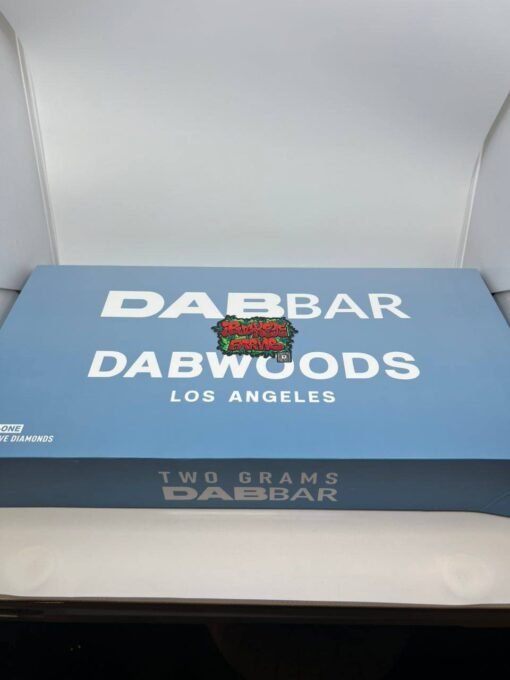 DABBAR
DABWOODS
LOS ANGELES
-ONE
VE DIAMONDS
TWO GRAMS
DABBAR